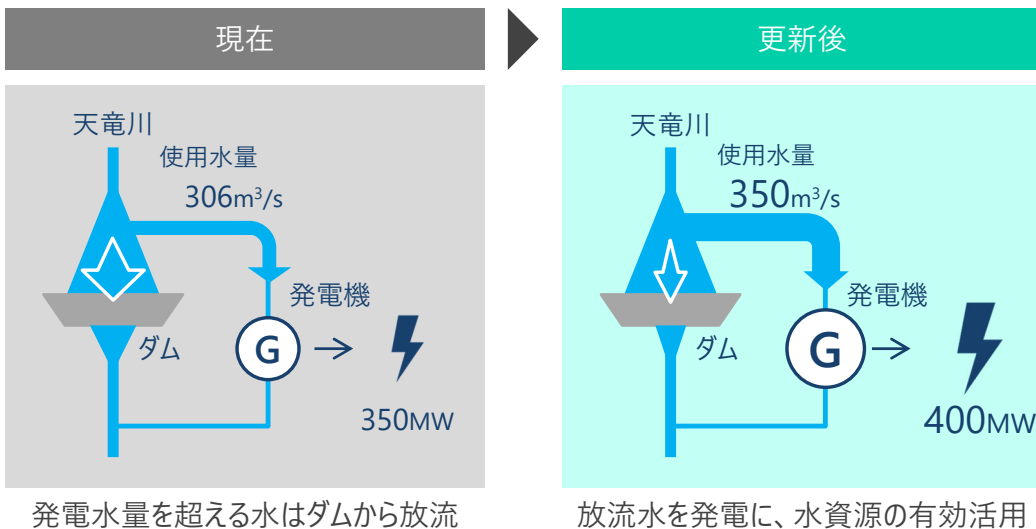 現在
更新後
天竜川
使用水量
306m³/s
発電機
ダム
G
350MW
天竜川
使用水量
350m³/s
発電機
ダム
G
400MW
発電水量を超える水はダムから放流
放流水を発電に、水資源の有効活用